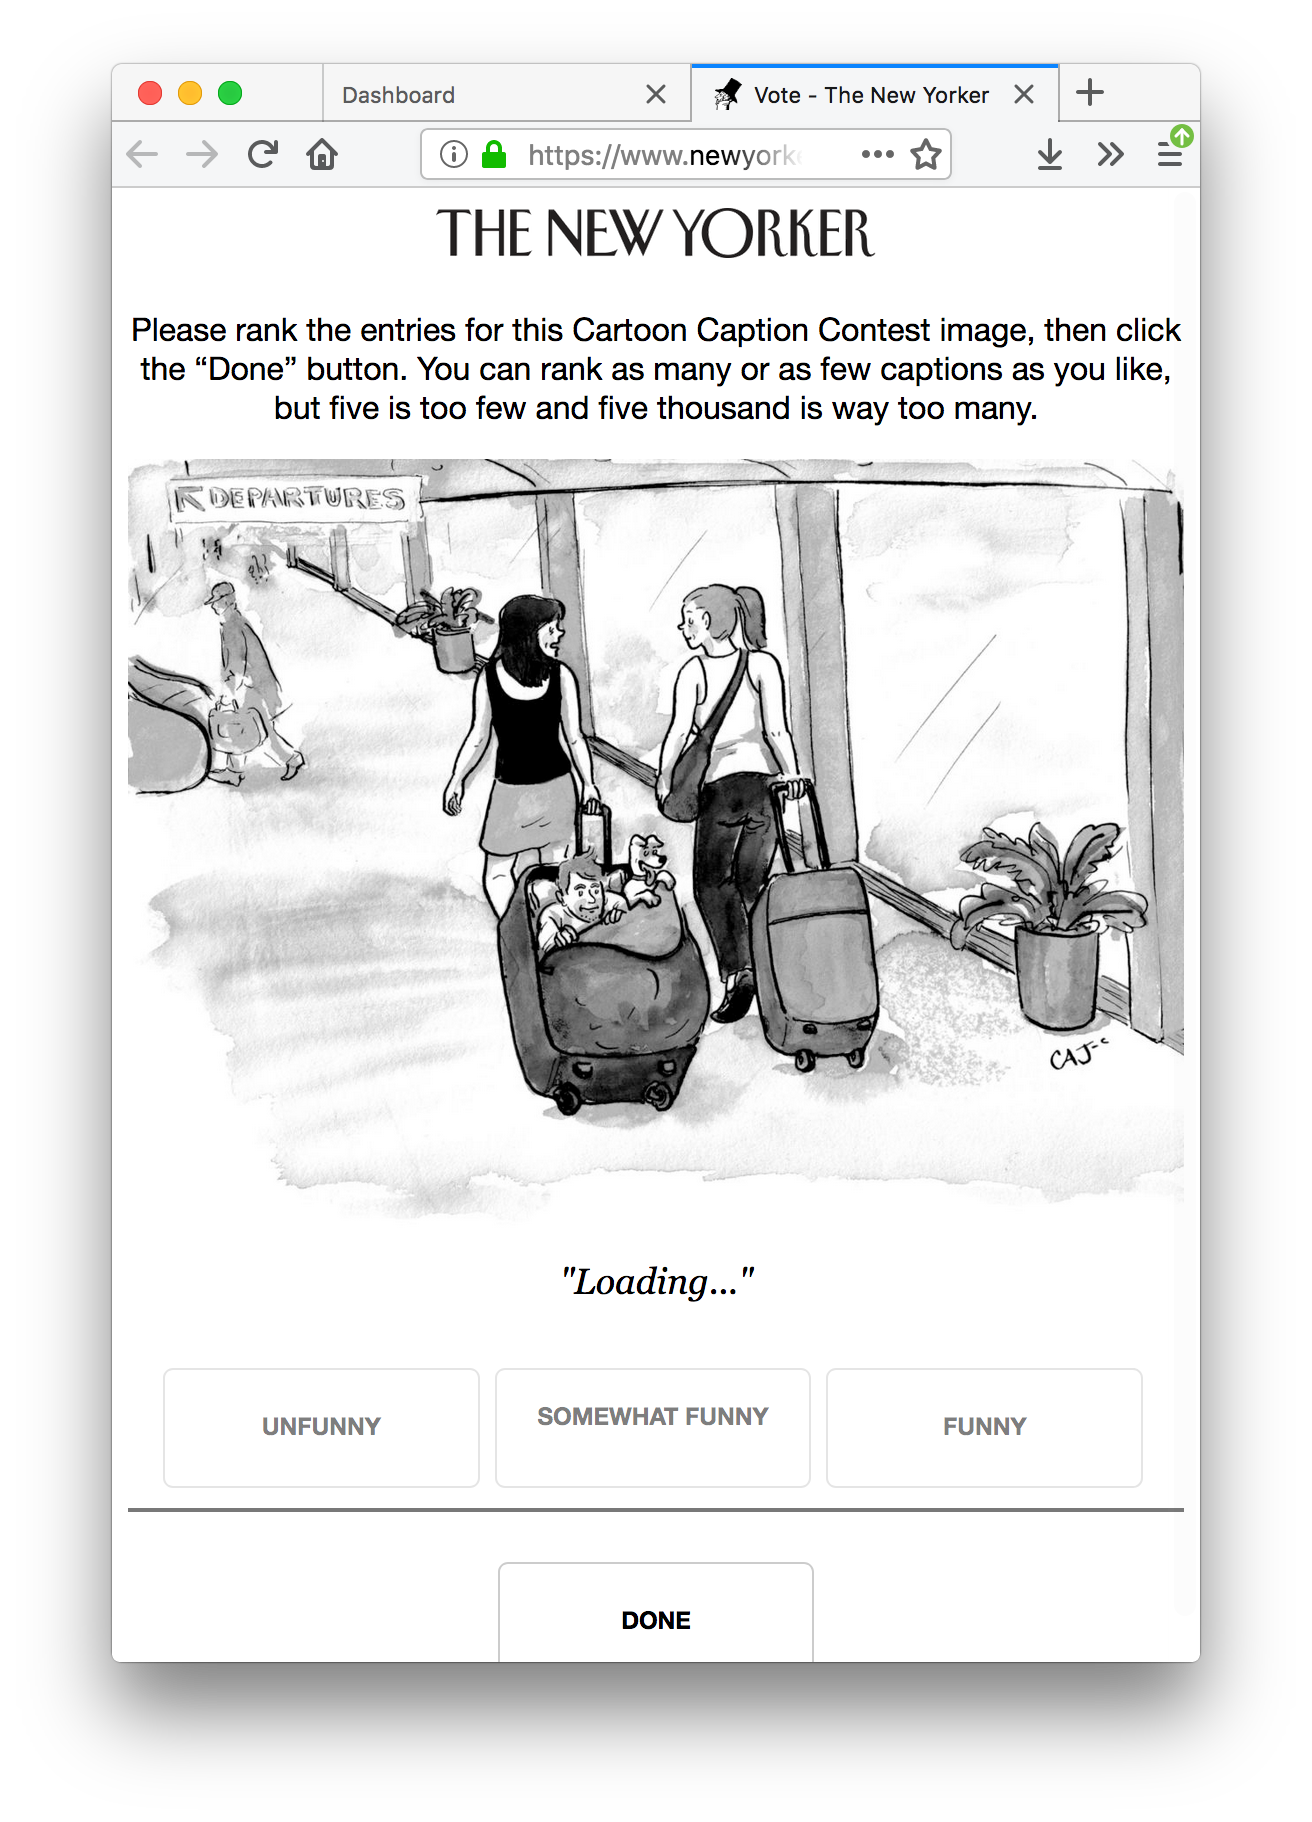 Dashboard
Vote - The New Yorker
https://www.newyorke
THE NEW YORKER
Please rank the entries for this Cartoon Caption Contest image, then click
the “Done” button. You can rank as many or as few captions as you like,
but five is too few and five thousand is way too many.
DEPARTURES
"Loading..."
UNFUNNY
SOMEWHAT FUNNY
FUNNY
DONE